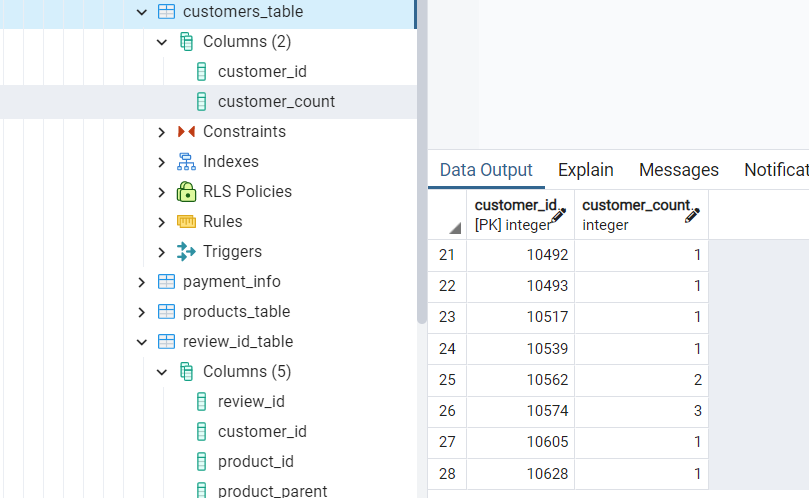 customers_table
Columns (2)
customer_id
customer_count
Constraints
Indexes
RLS Policies
Rules
Triggers
payment_info
products_table
review_id_table
Columns (5)
review_id
customer_id
product_id
product_parent
Data Output Explain Messages Notificat
customer_id customer_count
[PK] integer integer
21 10492 1
22 10493 1
23 10517 1
24 10539 1
25 10562 2
26 10574 3
27 10605 1
28 10628 1